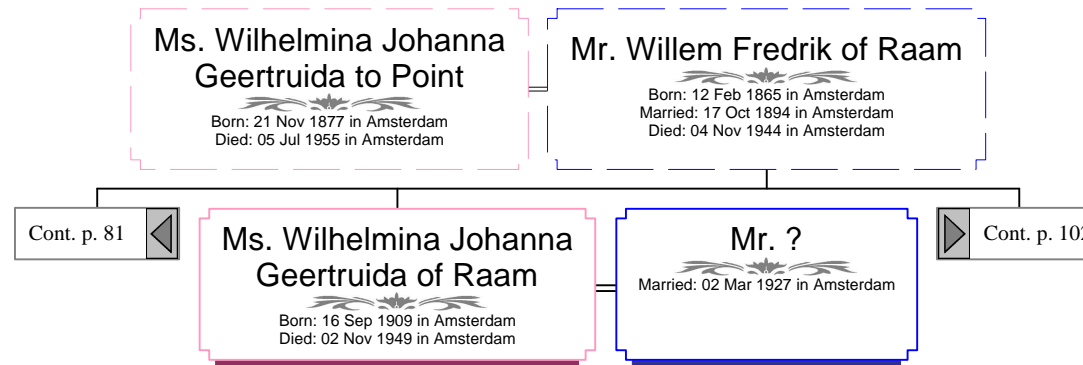 Ms. Wilhelmina Johanna
Geertruida to Point
Born: 21 Nov 1877 in Amsterdam
Died: 05 Jul 1955 in Amsterdam
Mr. Willem Fredrik of Raam
Born: 12 Feb 1865 in Amsterdam
Married: 17 Oct 1894 in Amsterdam
Died: 04 Nov 1944 in Amsterdam
Cont. p. 81
Ms. Wilhelmina Johanna
Geertruida of Raam
Born: 16 Sep 1909 in Amsterdam
Died: 02 Nov 1949 in Amsterdam
Mr. ?
Married: 02 Mar 1927 in Amsterdam
Cont. p.